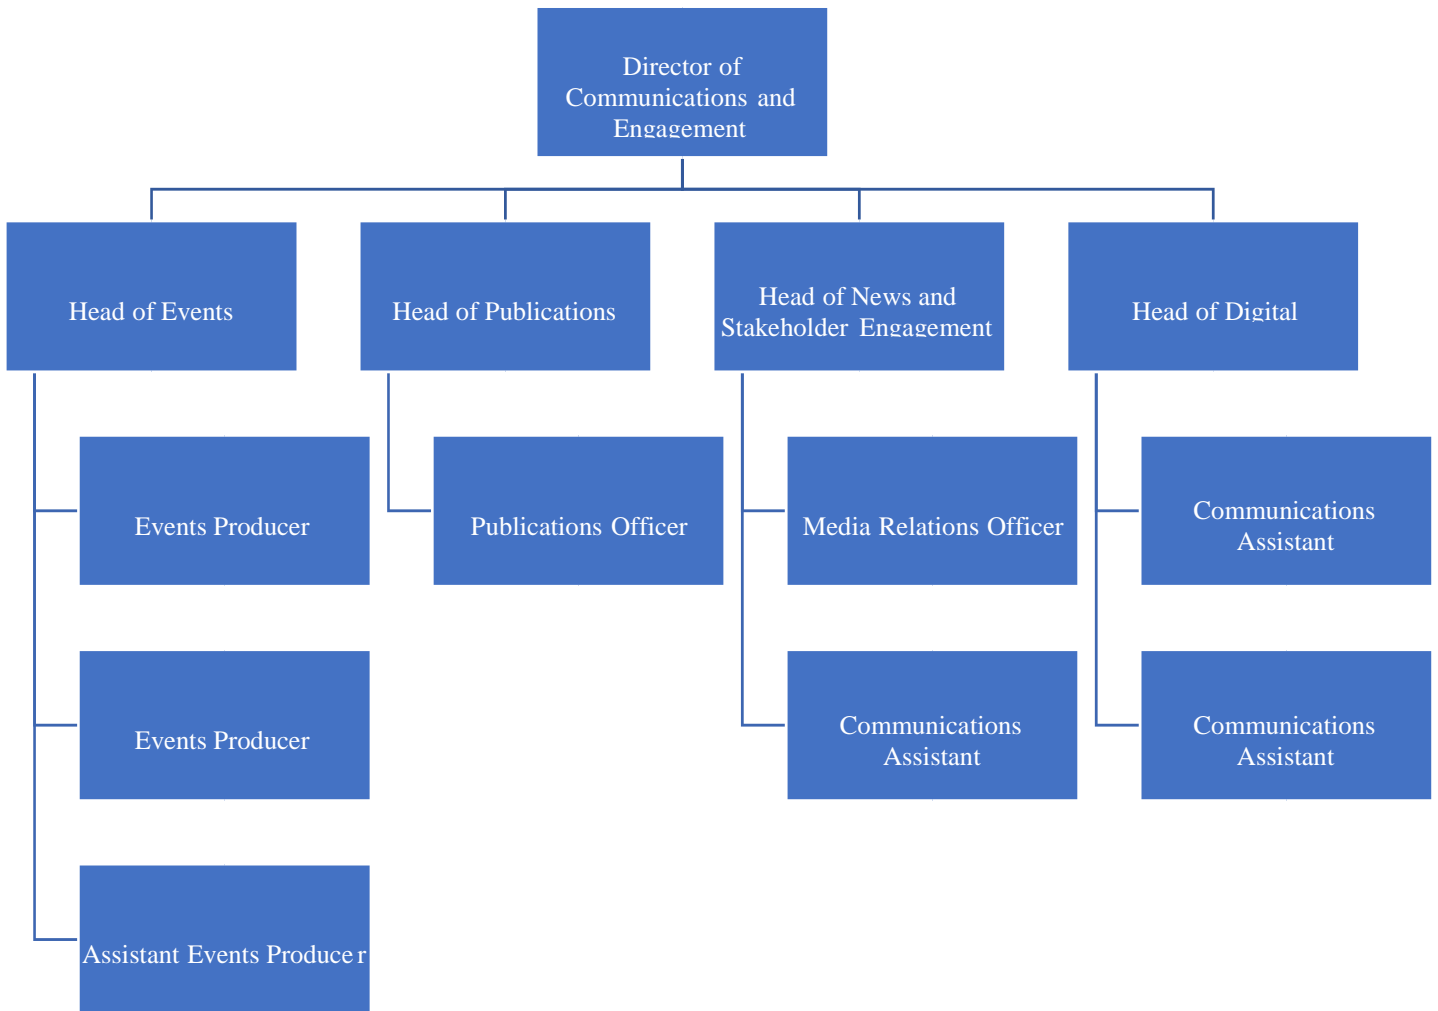 Director of
Communications and
Engagement
Head of Events
Head of Publications
Head of News and
Stakeholder Engagement
Head of Digital
Events Producer
Publications Officer
Media Relations Officer
Communications
Assistant
Events Producer
Communications
Assistant
Communications
Assistant
Assistant Events Producer